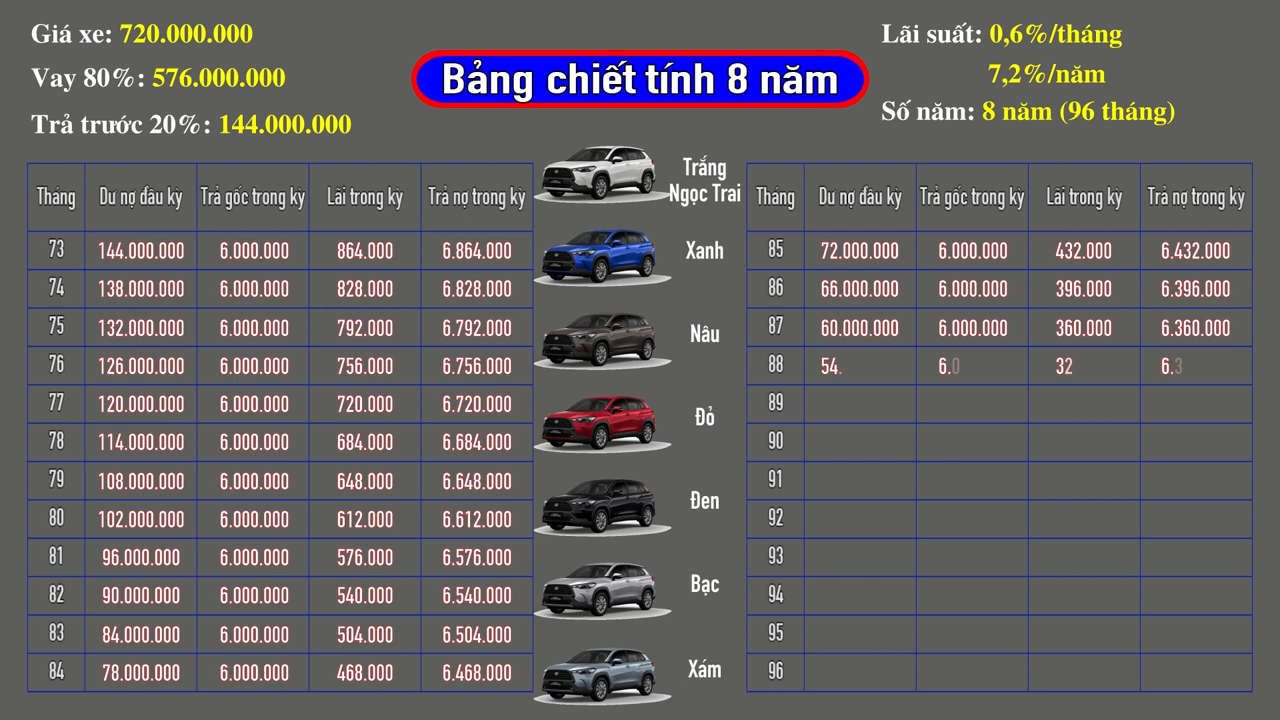 Giá xe: 720.000.000
Vay 80%: 576.000.000
Trả trước 20%: 144.000.000
Bảng chiết tính 8 năm
Lãi suất: 0,6%/tháng
7,2%/năm
Số năm: 8 năm (96 tháng)
Tháng Dư nợ đầu kỳ Trả gốc trong kỳ Lãi trong kỳ Trả nợ trong kỳ
73 144.000.000 6.000.000 864.000 6.864.000
74 138.000.000 6.000.000 828.000 6.828.000
75 132.000.000 6.000.000 792.000 6.792.000
76 126.000.000 6.000.000 756.000 6.756.000
77 120.000.000 6.000.000 720.000 6.720.000
78 114.000.000 6.000.000 684.000 6.684.000
79 108.000.000 6.000.000 648.000 6.648.000
80 102.000.000 6.000.000 612.000 6.612.000
81 96.000.000 6.000.000 576.000 6.576.000
82 90.000.000 6.000.000 540.000 6.540.000
83 84.000.000 6.000.000 504.000 6.504.000
84 78.000.000 6.000.000 468.000 6.468.000
Trắng
Ngọc Trai
Xanh
Nâu
Đỏ
Đen
Bạc
Xám
Tháng Dư nợ đầu kỳ Trả gốc trong kỳ Lãi trong kỳ Trả nợ trong kỳ
85 72.000.000 6.000.000 432.000 6.432.000
86 66.000.000 6.000.000 396.000 6.396.000
87 60.000.000 6.000.000 360.000 6.360.000
88 54. 6.0 32 6.3
89
90
91
92
93
94
95
96